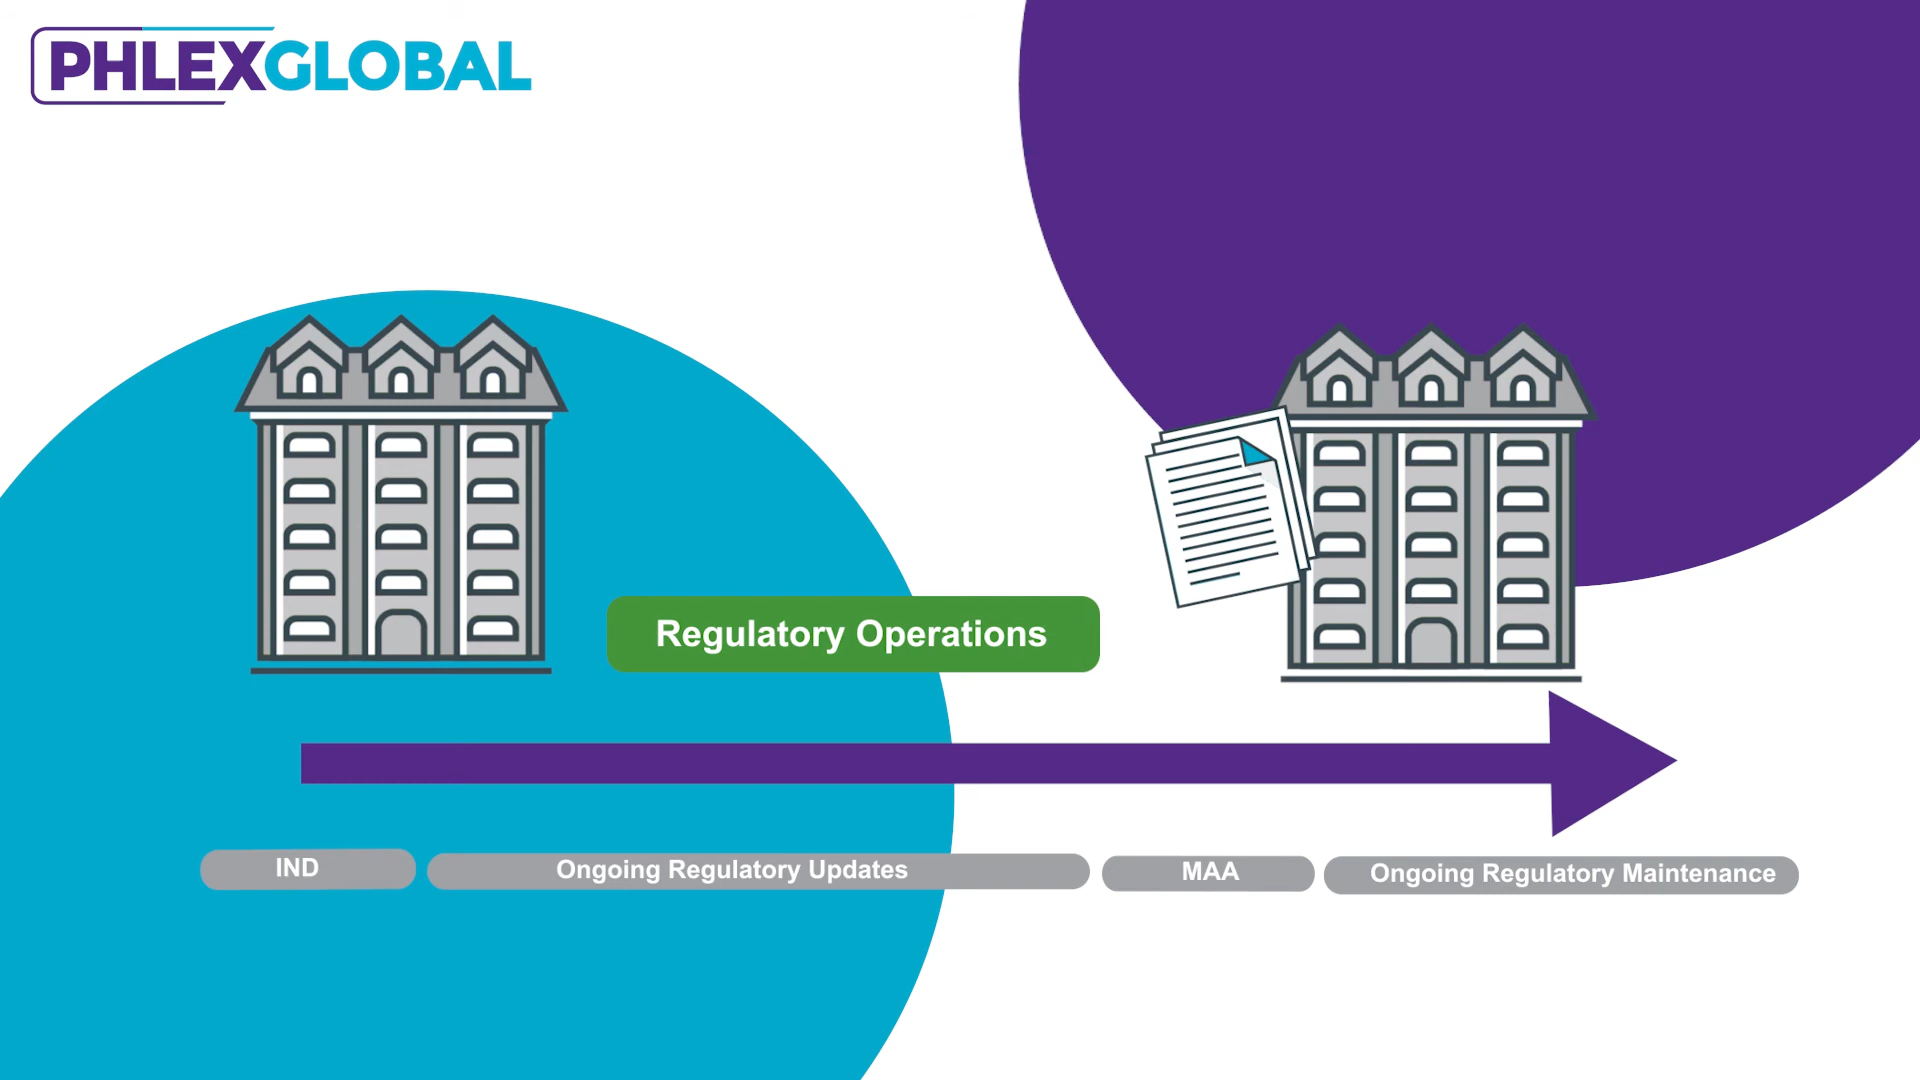 PHLEXGLOBAL
Regulatory Operations
IND
Ongoing Regulatory Updates
MAA
Ongoing Regulatory Maintenance